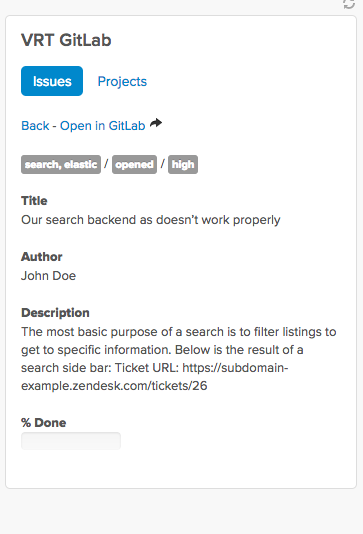 VRT GitLab
Issues Projects
Back - Open in GitLab
search, elastic / opened / high
Title
Our search backend as doesn't work properly
Author
John Doe
Description
The most basic purpose of a search is to filter listings to
get to specific information. Below is the result of a
search side bar: Ticket URL: https://subdomain-
example.zendesk.com/tickets/26
% Done